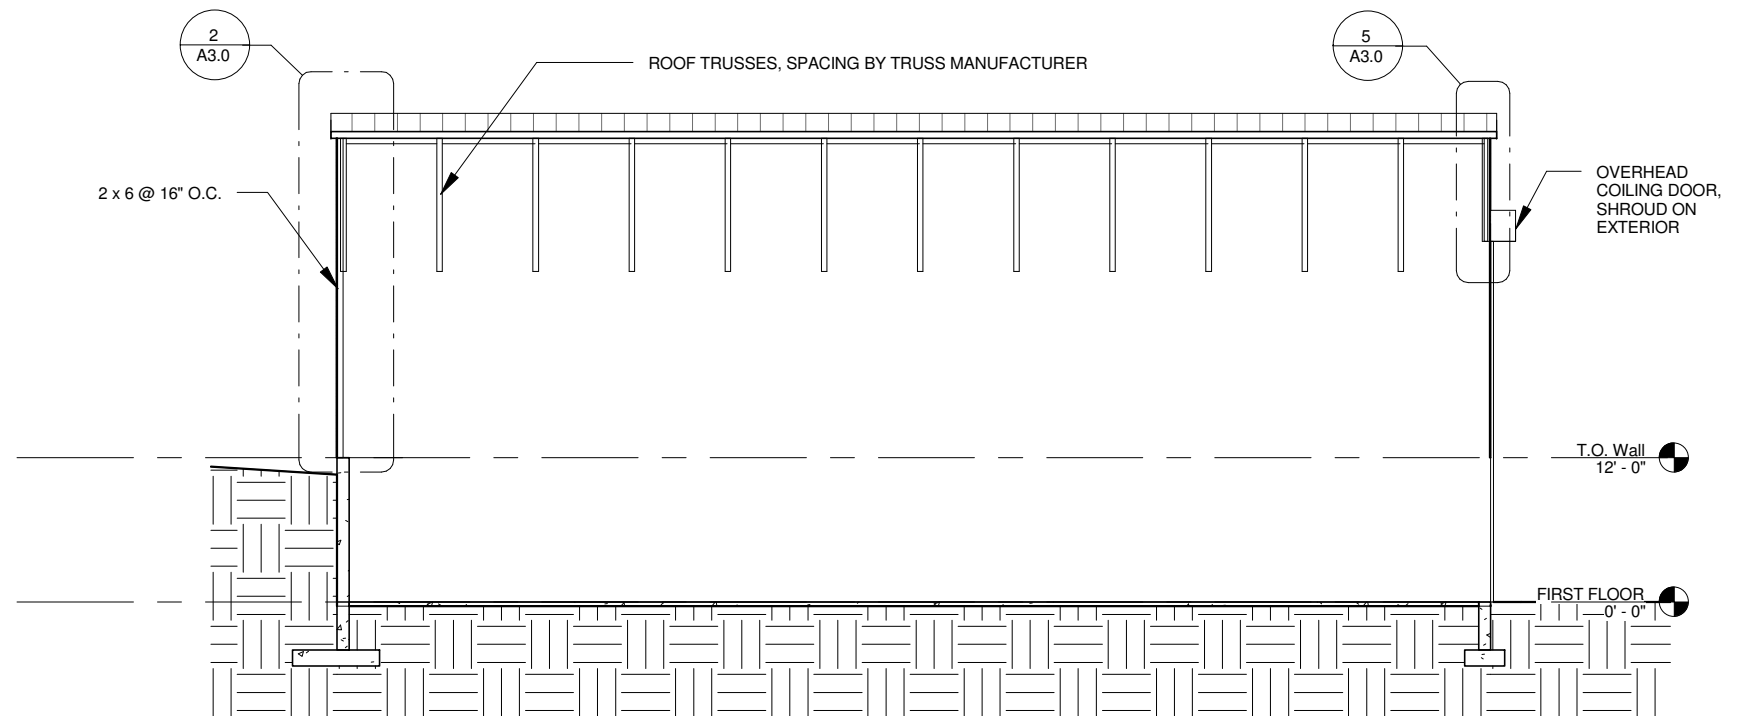 2
A3.0
ROOF TRUSSES, SPACING BY TRUSS MANUFACTURER
5
A3.0
2 x 6 @ 16" O.C.
OVERHEAD
COILING DOOR,
SHROUD ON
EXTERIOR
T.O. Wall
12' - 0"
FIRST FLOOR
0' - 0"